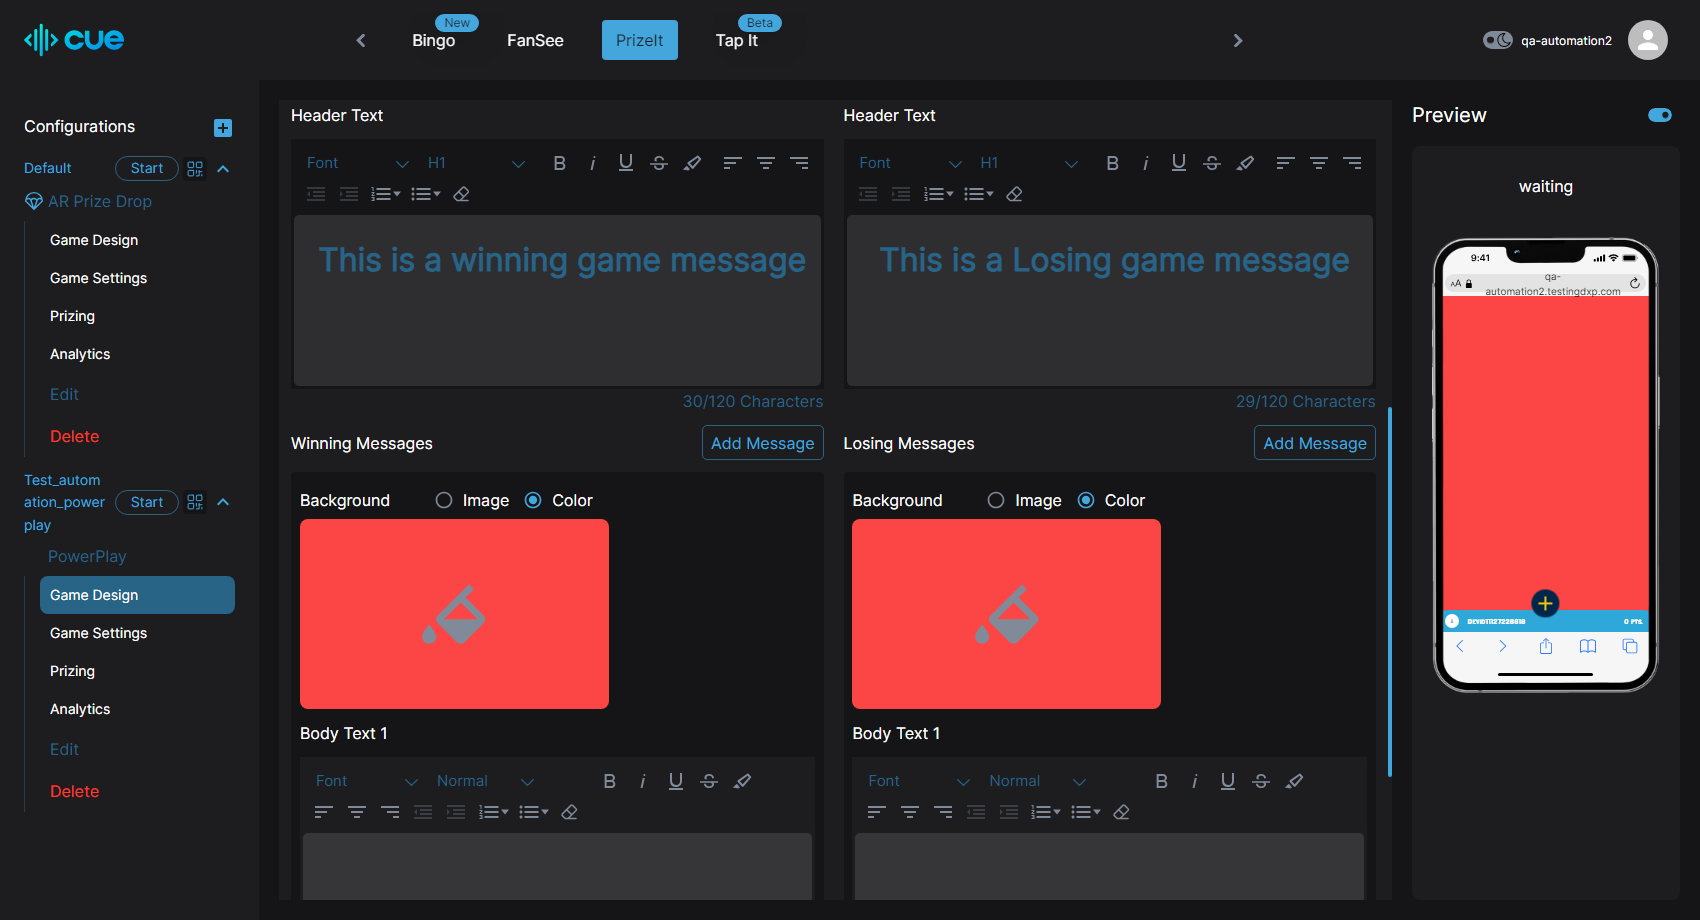 cue
New
Bingo
FanSee
PrizeIt
Beta
Tap It
qa-automation2
Configurations
Default
Start
AR Prize Drop
Game Design
Game Settings
Prizing
Analytics
Edit
Delete
Test_autom
ation_power
play
Start
PowerPlay
Game Design
Game Settings
Prizing
Analytics
Edit
Delete
Header Text
Font
H1
This is a winning game message
30/120 Characters
Winning Messages
Add Message
Background
Image
Color
Body Text 1
Font
Normal
Header Text
Font
H1
This is a Losing game message
29/120 Characters
Losing Messages
Add Message
Background
Image
Color
Body Text 1
Font
Normal
Preview
waiting
9:41
AA
qa-
automation2.testingdxp.com
0 PTS.